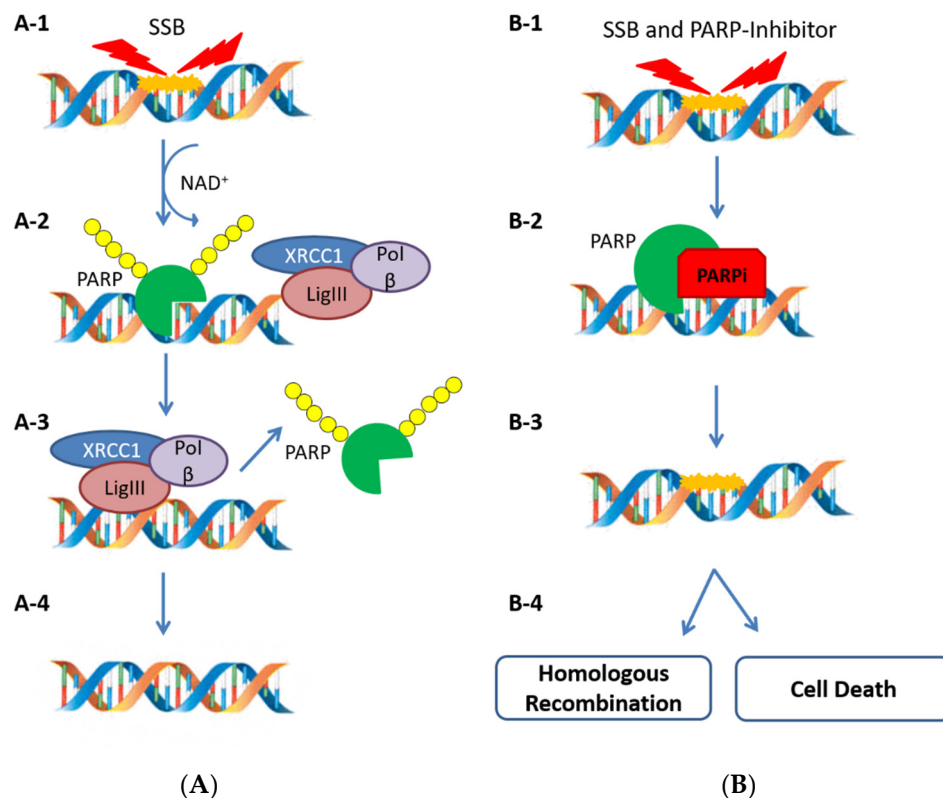 A-1
SSB
NAD⁺
A-2
PARP
XRCC1
Pol
β
LigIII
A-3
XRCC1
Pol
β
LigIII
PARP
A-4
(A)
B-1
SSB and PARP-Inhibitor
B-2
PARP
PARPi
B-3
B-4
Homologous
Recombination
Cell Death
(B)